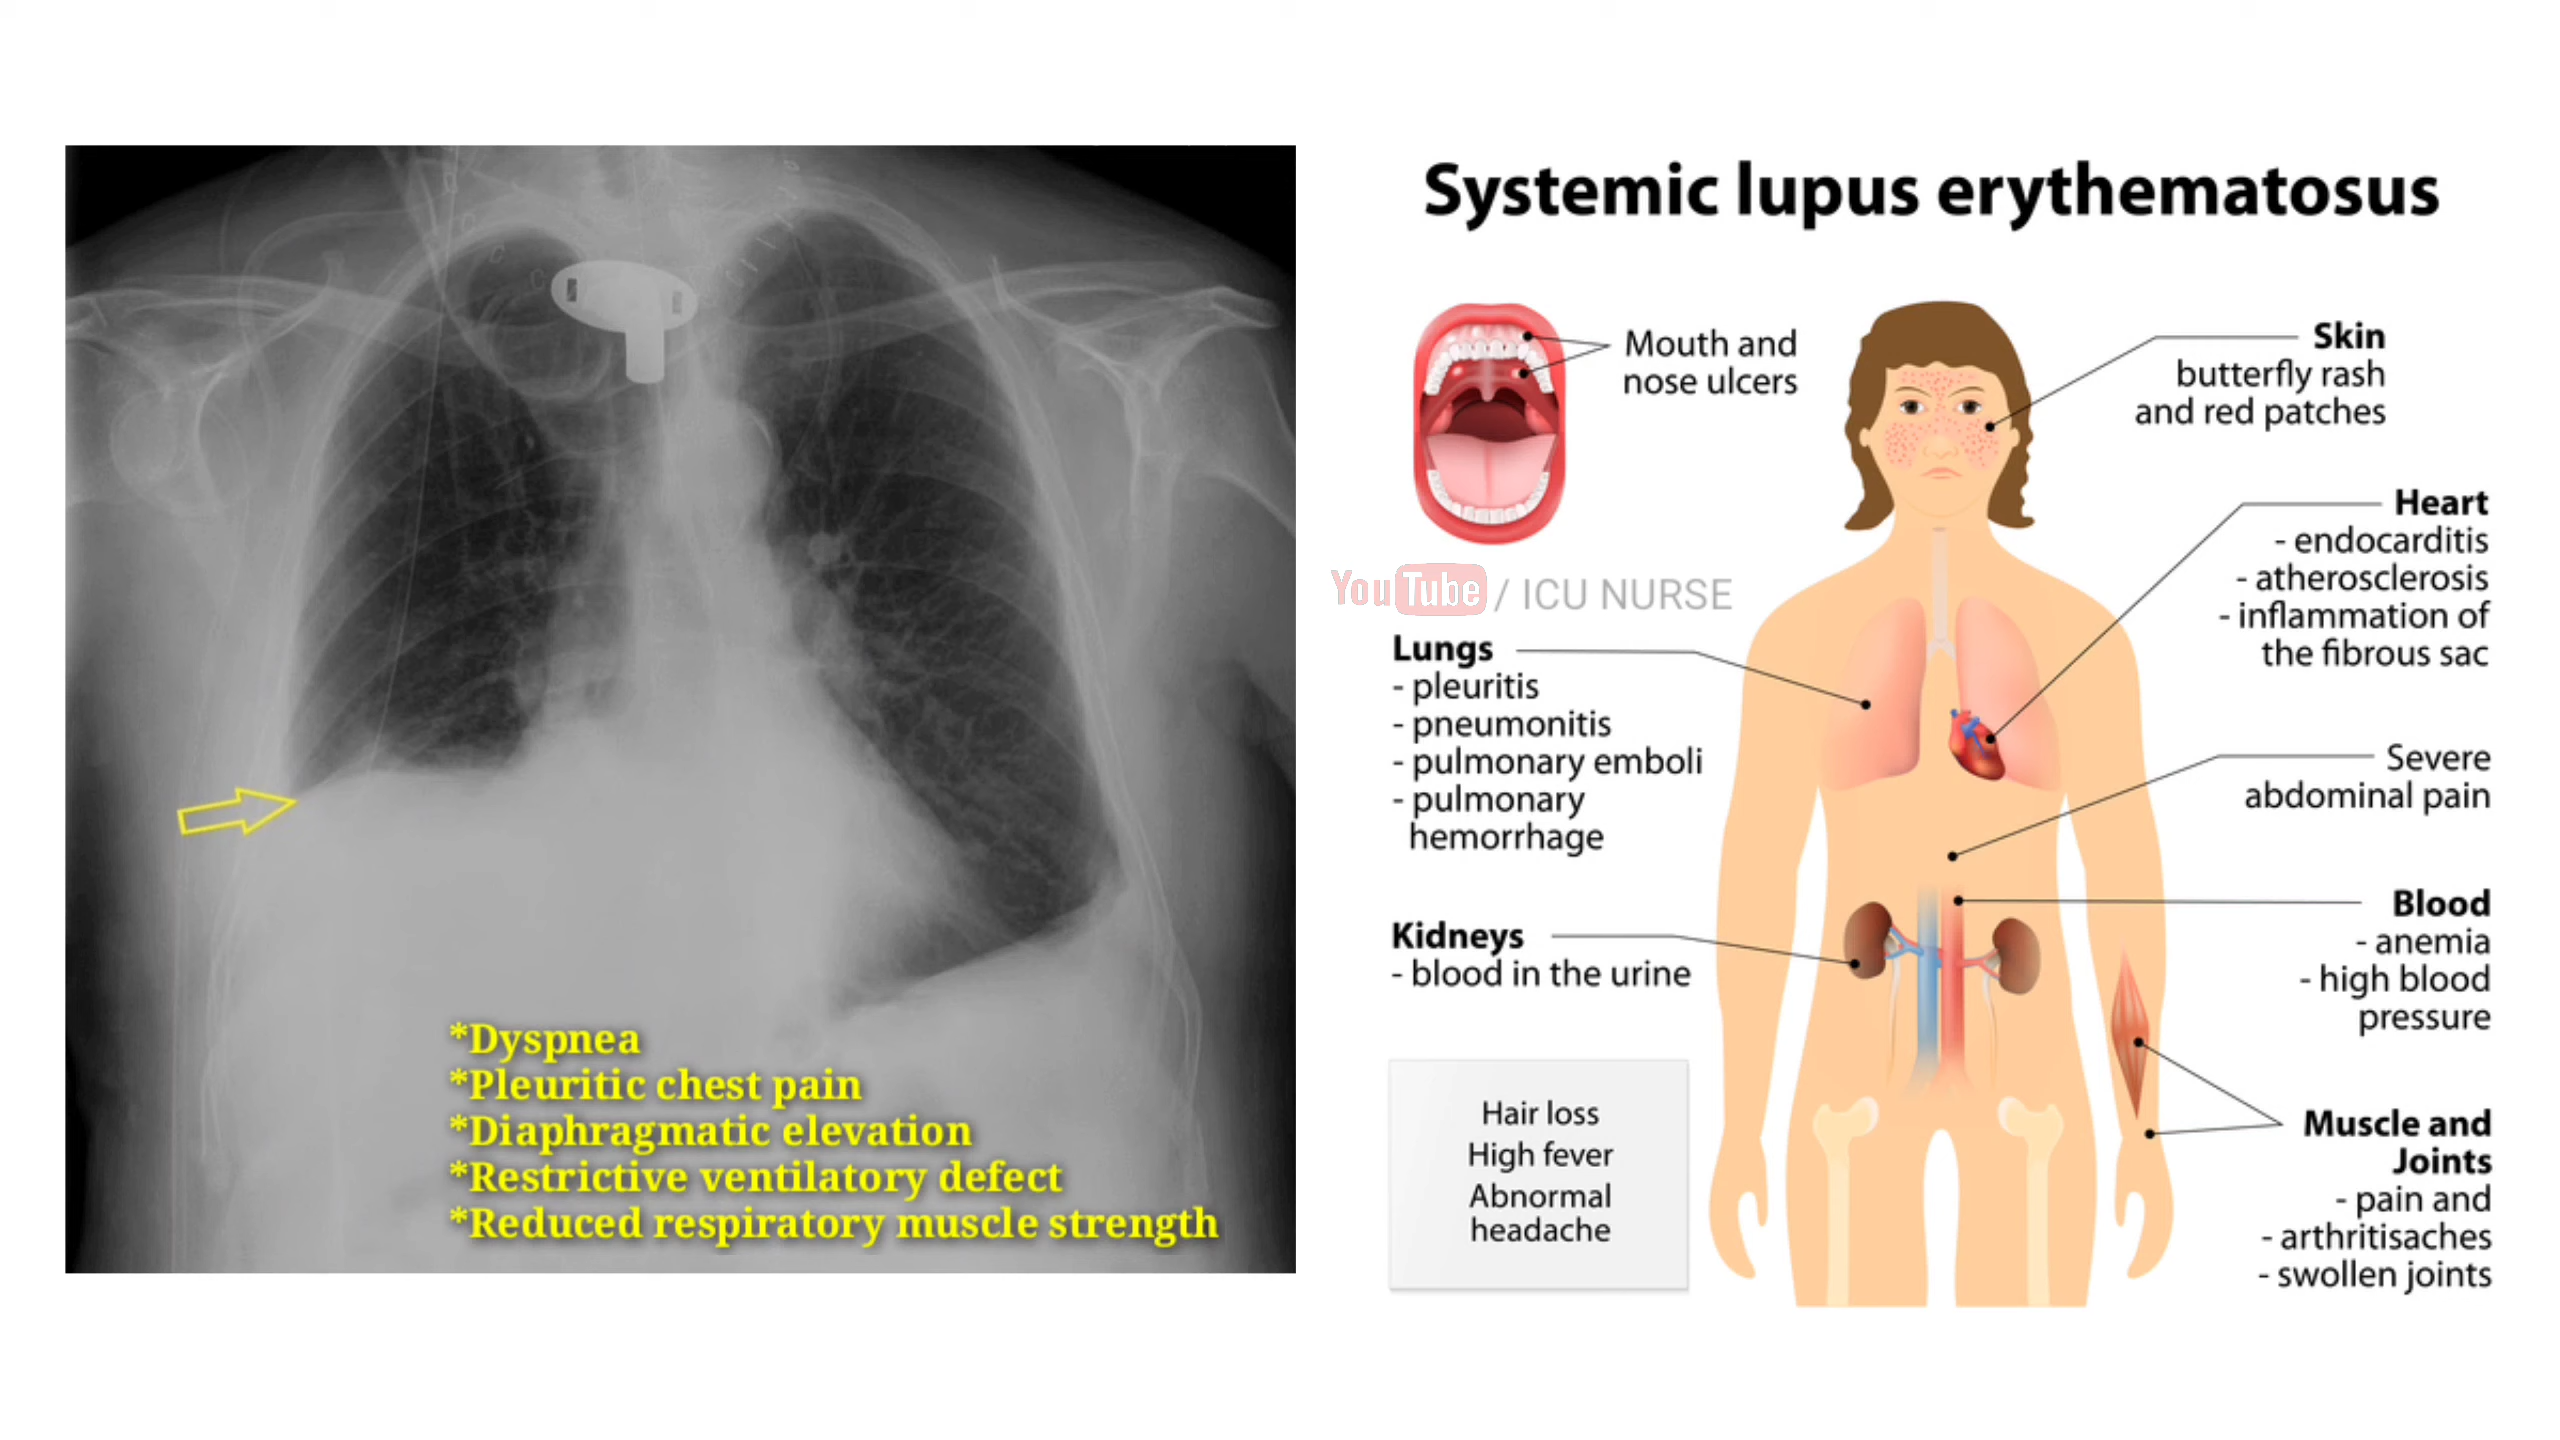 *Dyspnea
*Pleuritic chest pain
*Diaphragmatic elevation
*Restrictive ventilatory defect
*Reduced respiratory muscle strength
Systemic lupus erythematosus
Mouth and
nose ulcers
Skin
butterfly rash
and red patches
Heart
- endocarditis
- atherosclerosis
- inflammation of
the fibrous sac
YouTube / ICU NURSE
Lungs
- pleuritis
- pneumonitis
- pulmonary emboli
- pulmonary
hemorrhage
Severe
abdominal pain
Blood
- anemia
- high blood
pressure
Kidneys
- blood in the urine
Hair loss
High fever
Abnormal
headache
Muscle and
Joints
- pain and
- arthritisaches
- swollen joints